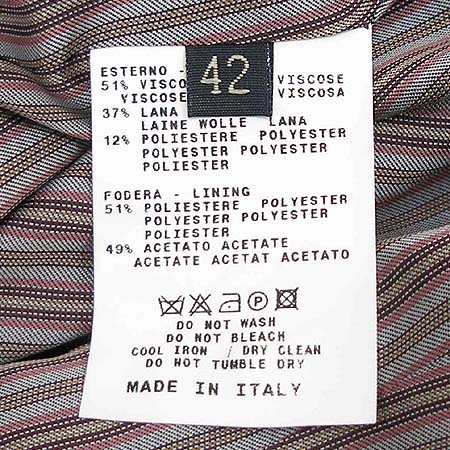 42
ESTERNO -
51% VISCO VISCOSE
VISCOSE VISCOSA
37% LANA
LAINE WOLLE LANA
12% POLIESTERE POLYESTER
POLYESTER POLYESTER
POLIESTER
FODERA - LINING
51% POLIESTERE POLYESTER
POLYESTER POLYESTER
POLIESTER
49% ACETATO ACETATE
ACETATE ACETAT ACETATO
P
DO NOT WASH
DO NOT BLEACH
COOL IRON / DRY CLEAN
DO NOT TUMBLE DRY
MADE IN ITALY